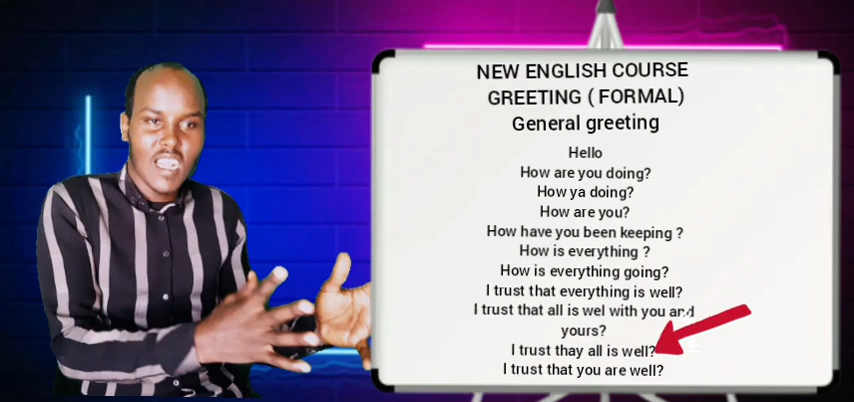 NEW ENGLISH COURSE
GREETING ( FORMAL)
General greeting
Hello
How are you doing?
How ya doing?
How are you?
How have you been keeping ?
How is everything ?
How is everything going?
I trust that everything is well?
I trust that all is wel with you and
yours?
I trust thay all is well?
I trust that you are well?